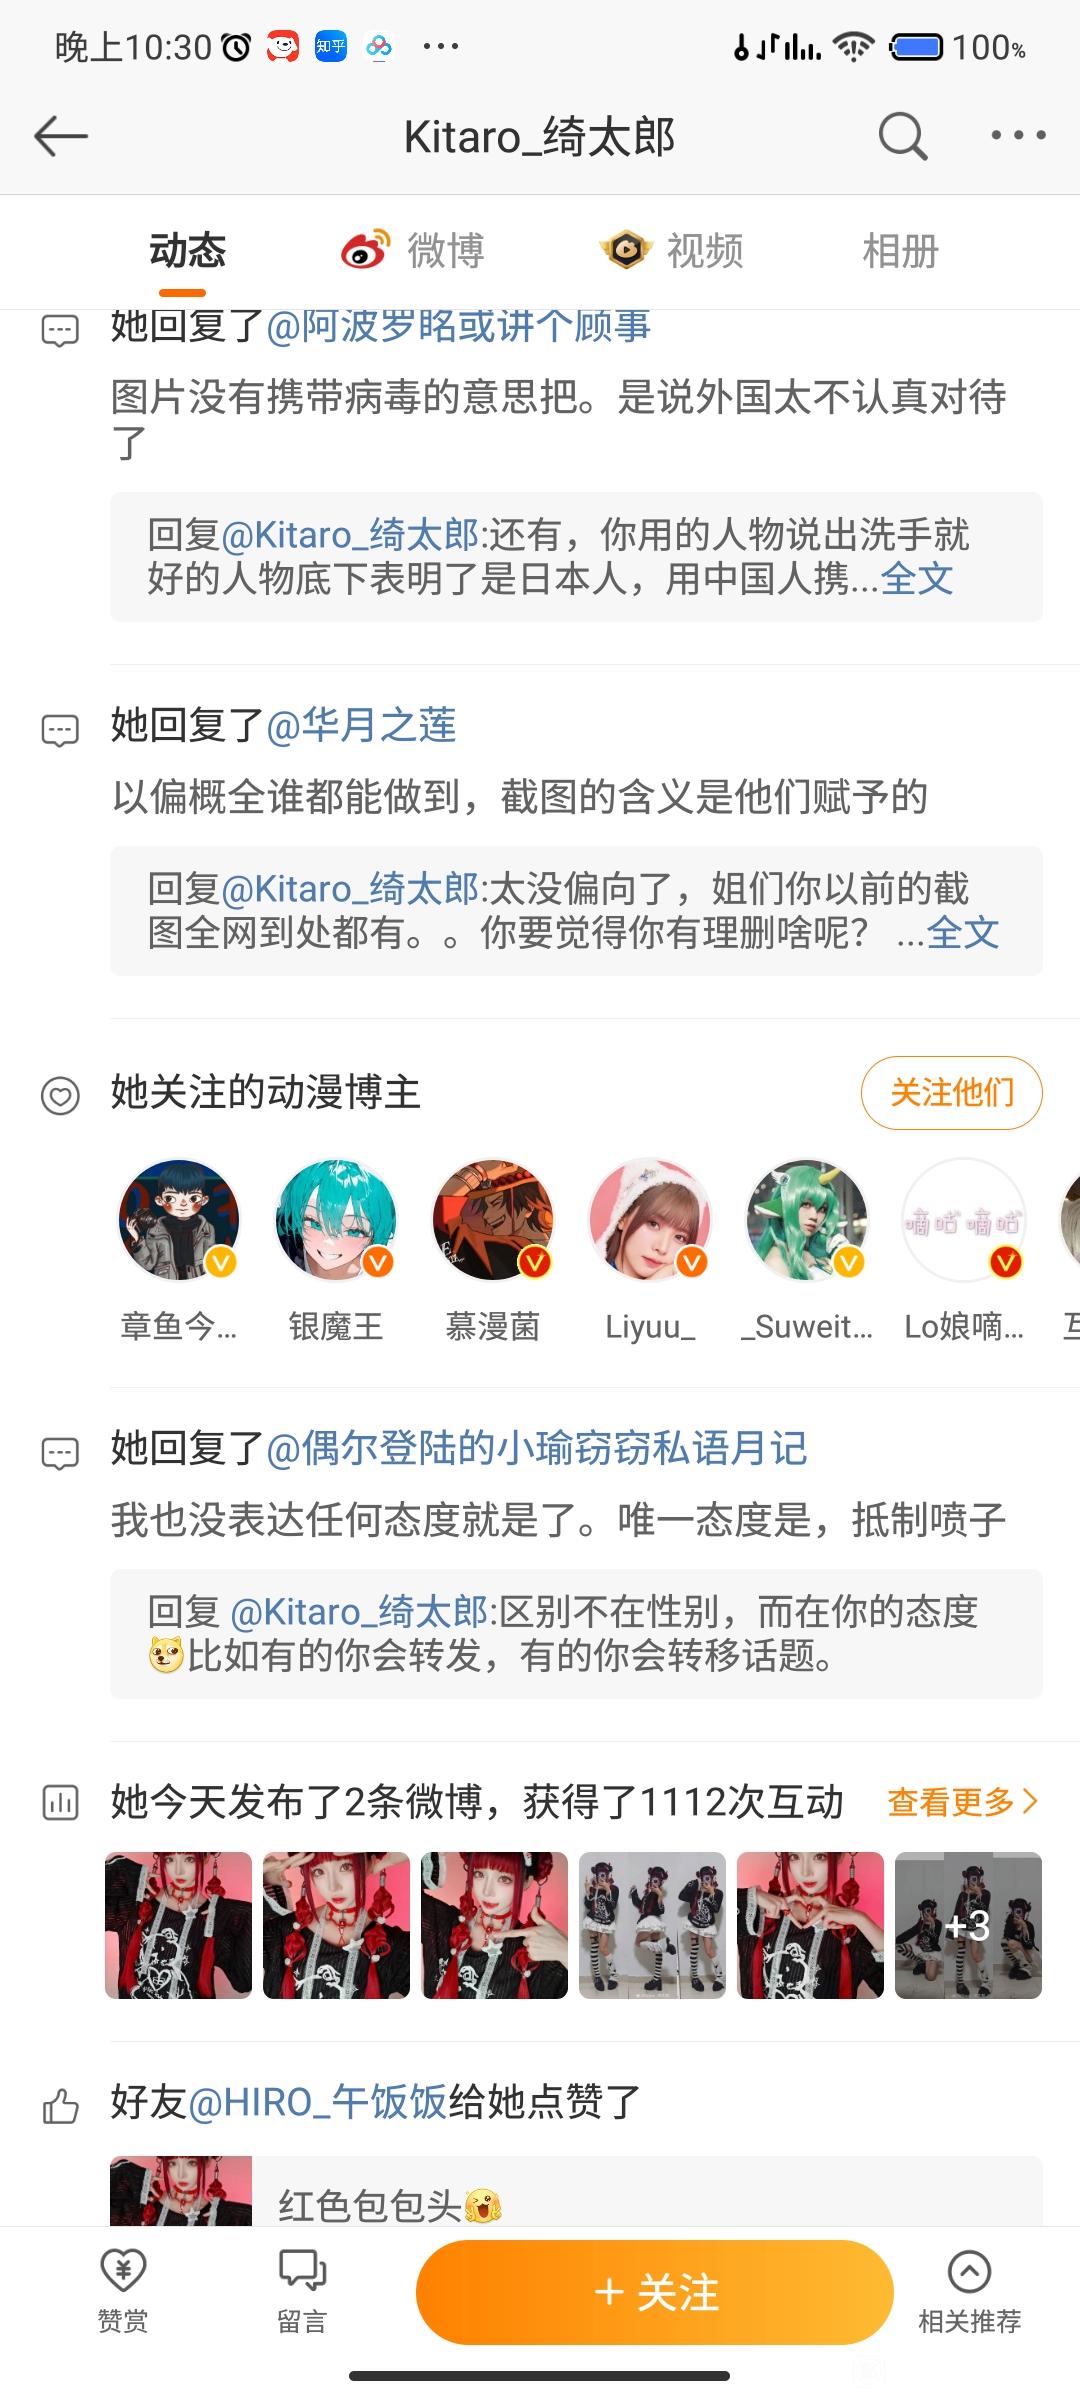 晚上10:30 知乎 100%
Kitaro_绮太郎
动态 微博 视频 相册
她回复了@阿波罗眳或讲个顾事
图片没有携带病毒的意思把。是说外国太不认真对待
了
回复@Kitaro_绮太郎:还有，你用的人物说出洗手就
好的人物底下表明了是日本人，用中国人携...全文
她回复了@华月之莲
以偏概全谁都能做到，截图的含义是他们赋予的
回复@Kitaro_绮太郎:太没偏向了，姐们你以前的截
图全网到处都有。。你要觉得你有理删啥呢？ ...全文
她关注的动漫博主 关注他们
嘀咕 嘀咕
章鱼今... 银魔王 慕漫菌 Liyuu_ _Suweit... Lo娘嘀... 互
她回复了@偶尔登陆的小瑜窃窃私语月记
我也没表达任何态度就是了。唯一态度是，抵制喷子
回复 @Kitaro_绮太郎:区别不在性别，而在你的态度
比如有的你会转发，有的你会转移话题。
她今天发布了2条微博，获得了1112次互动 查看更多
+3
好友@HIRO_午饭饭给她点赞了
红色包包头
赞赏 留言 + 关注 相关推荐